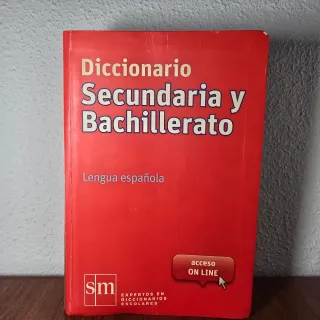 Diccionario
Secundaria y
Bachillerato
Lengua española
acceso
ON LINE
sm
EXPERTOS EN
DICCIONARIOS
ESCOLARES